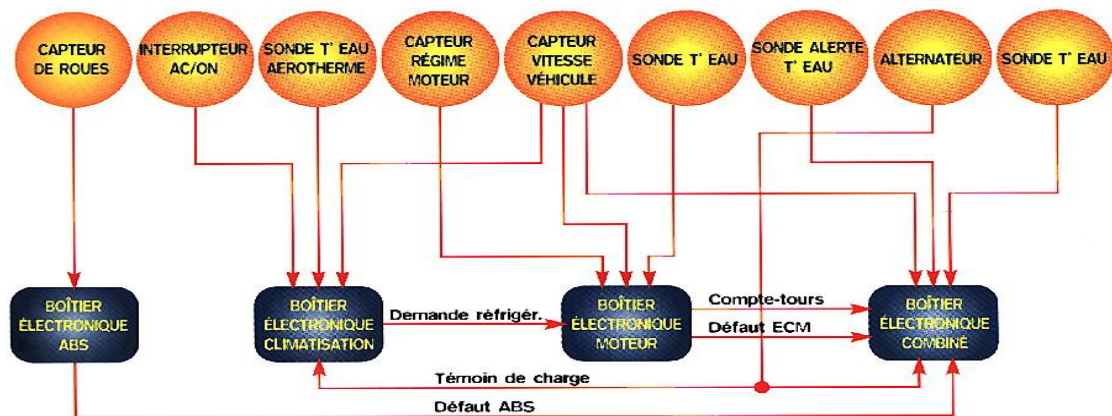 CAPTEUR
DE ROUES
INTERRUPTEUR
AC/ON
SONDE T° EAU
AEROTHERME
CAPTEUR
RÉGIME
MOTEUR
CAPTEUR
VITESSE
VÉHICULE
SONDE T° EAU
SONDE ALERTE
T° EAU
ALTERNATEUR
SONDE T° EAU
BOÎTIER
ÉLECTRONIQUE
ABS
BOÎTIER
ÉLECTRONIQUE
CLIMATISATION
Demande réfrigér.
BOÎTIER
ÉLECTRONIQUE
MOTEUR
Compte-tours
Défaut ECM
BOÎTIER
ÉLECTRONIQUE
COMBINÉ
Témoin de charge
Défaut ABS